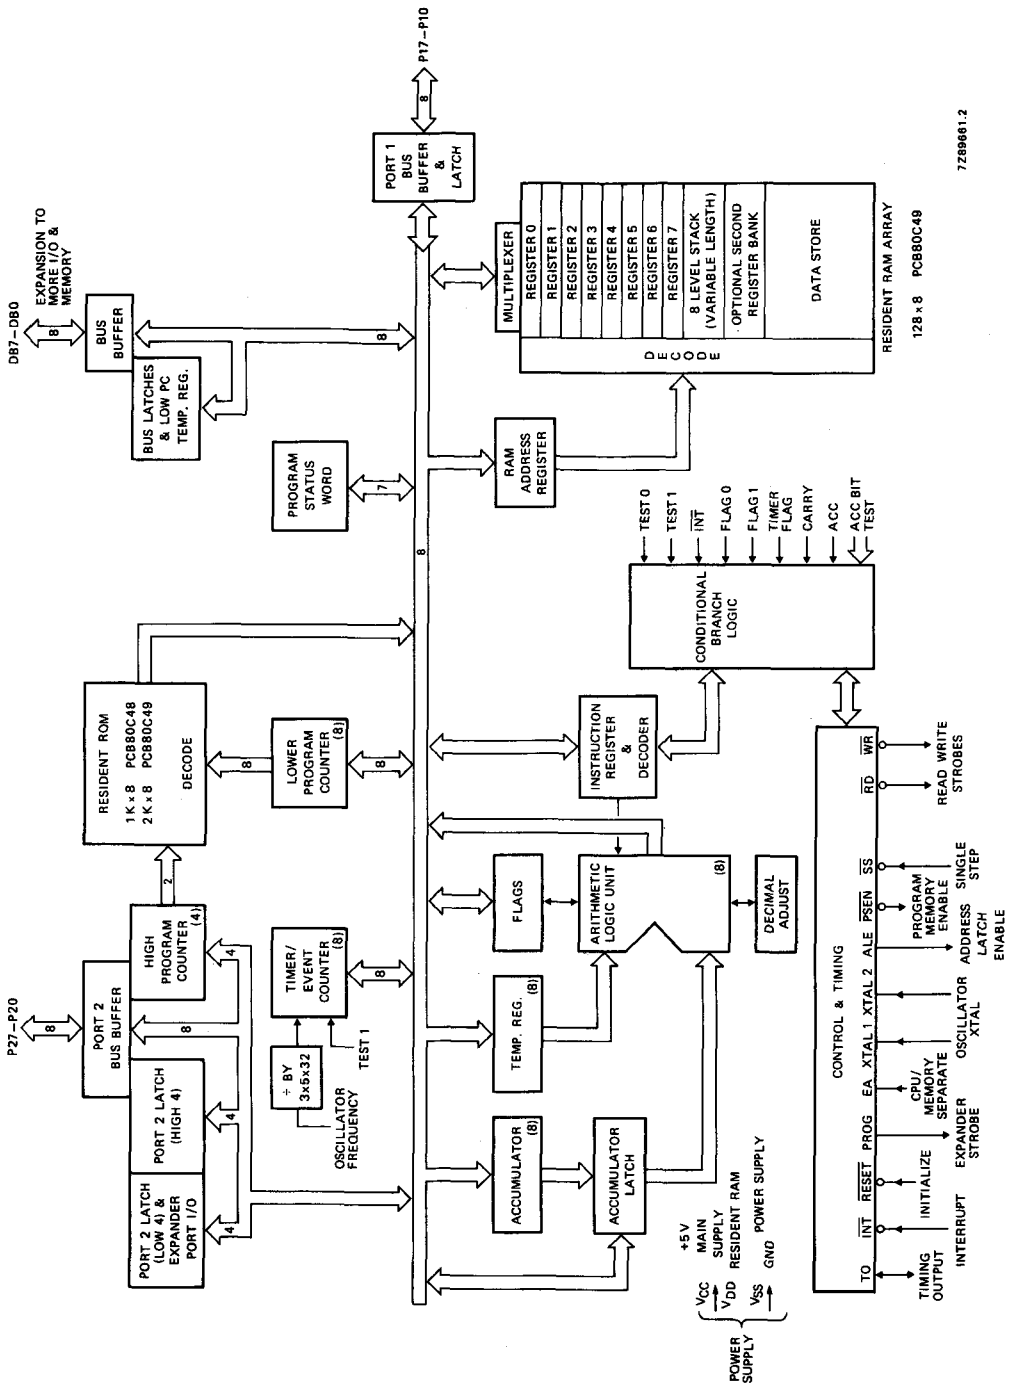 P27–P20
8
PORT 2
BUS BUFFER
PORT 2 LATCH
(LOW 4) &
EXPANDER
PORT I/O
PORT 2 LATCH
(HIGH 4)
HIGH
PROGRAM
COUNTER
(4)
4
4
8
4
2
RESIDENT ROM
1K x 8 PCB80C48
2K x 8 PCB80C49
DECODE
8
LOWER
PROGRAM
COUNTER
(8)
8
OSCILLATOR
FREQUENCY
÷ BY
3x5x32
TEST 1
TIMER/
EVENT
COUNTER
(8)
8
PROGRAM
STATUS
WORD
7
DB7–DB0
8
EXPANSION TO
MORE I/O &
MEMORY
BUS
BUFFER
BUS LATCHES
& LOW PC
TEMP. REG.
8
PORT 1
BUS
BUFFER
&
LATCH
8
P17–P10
8
ACCUMULATOR
(8)
ACCUMULATOR
LATCH
TEMP. REG.
(8)
FLAGS
ARITHMETIC
LOGIC UNIT
(8)
DECIMAL
ADJUST
INSTRUCTION
REGISTER
&
DECODER
RAM
ADDRESS
REGISTER
MULTIPLEXER
REGISTER 0
REGISTER 1
REGISTER 2
REGISTER 3
REGISTER 4
REGISTER 5
REGISTER 6
REGISTER 7
8 LEVEL STACK
(VARIABLE LENGTH)
OPTIONAL SECOND
REGISTER BANK
DATA STORE
DECODE
RESIDENT RAM ARRAY
128 x 8 PCB80C49
CONDITIONAL
BRANCH
LOGIC
TEST 0
TEST 1
INT
FLAG 0
FLAG 1
TIMER
FLAG
CARRY
ACC
ACC BIT
TEST
POWER
SUPPLY
VCC
+5V
MAIN
SUPPLY
VDD
RESIDENT RAM
POWER SUPPLY
VSS
GND
CONTROL & TIMING
TO
INT
RESET
PROG
EA
XTAL 1
XTAL 2
ALE
PSEN
SS
RD
WR
TIMING
OUTPUT
INTERRUPT
INITIALIZE
EXPANDER
STROBE
CPU/
MEMORY
SEPARATE
OSCILLATOR
XTAL
ADDRESS
LATCH
ENABLE
PROGRAM
MEMORY
ENABLE
SINGLE
STEP
READ WRITE
STROBES
7Z89661.2